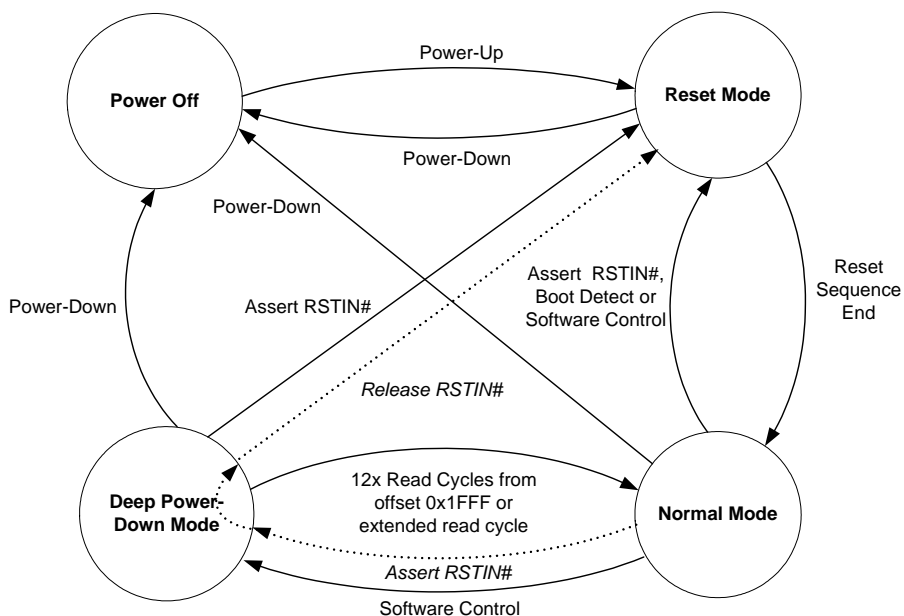 Power-Up
Power Off
Reset Mode
Power-Down
Power-Down
Assert RSTIN#,
Boot Detect or
Software Control
Reset
Sequence
End
Power-Down
Assert RSTIN#
Release RSTIN#
12x Read Cycles from
offset 0x1FFF or
extended read cycle
Deep Power-
Down Mode
Normal Mode
Assert RSTIN#
Software Control